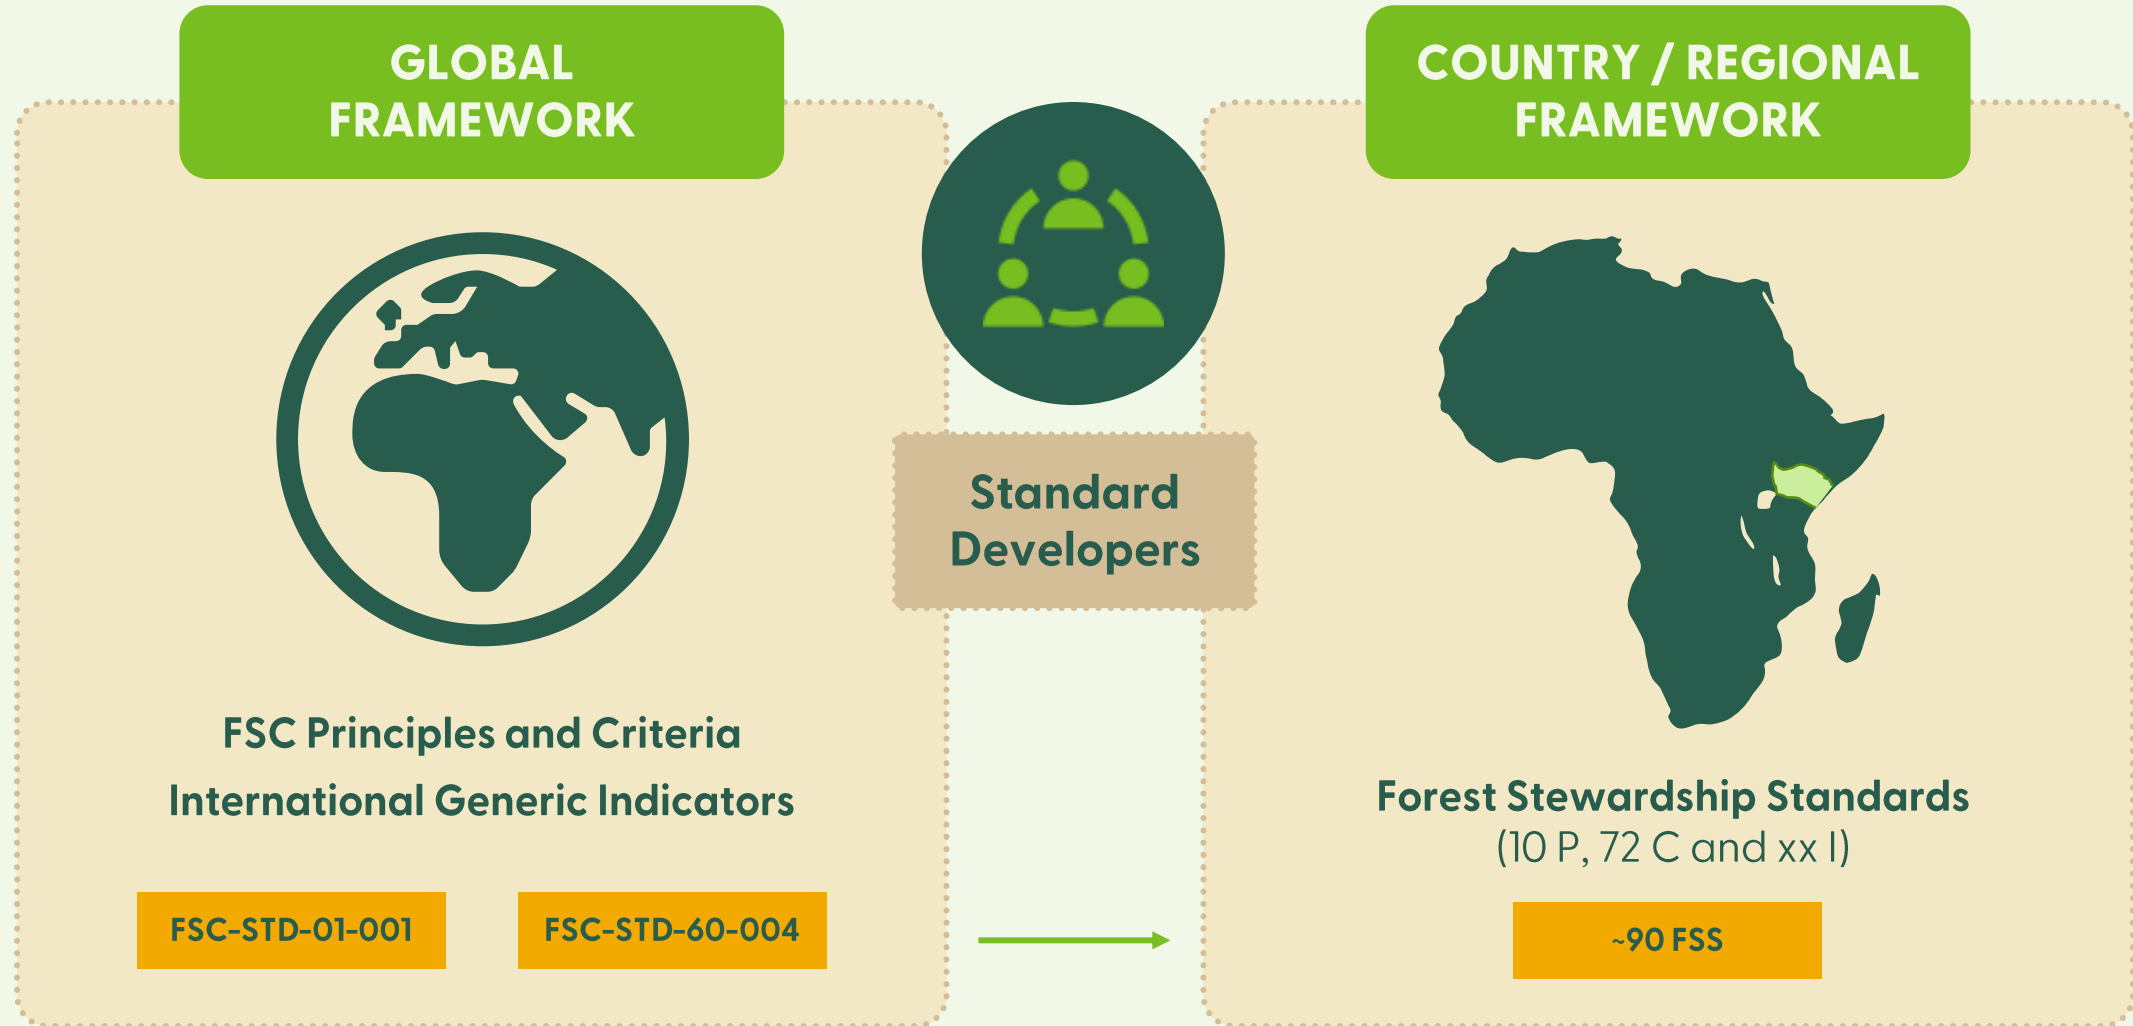 GLOBAL
FRAMEWORK
FSC Principles and Criteria
International Generic Indicators
FSC-STD-01-001
FSC-STD-60-004
Standard
Developers
COUNTRY / REGIONAL
FRAMEWORK
Forest Stewardship Standards
(10 P, 72 C and xx I)
~90 FSS